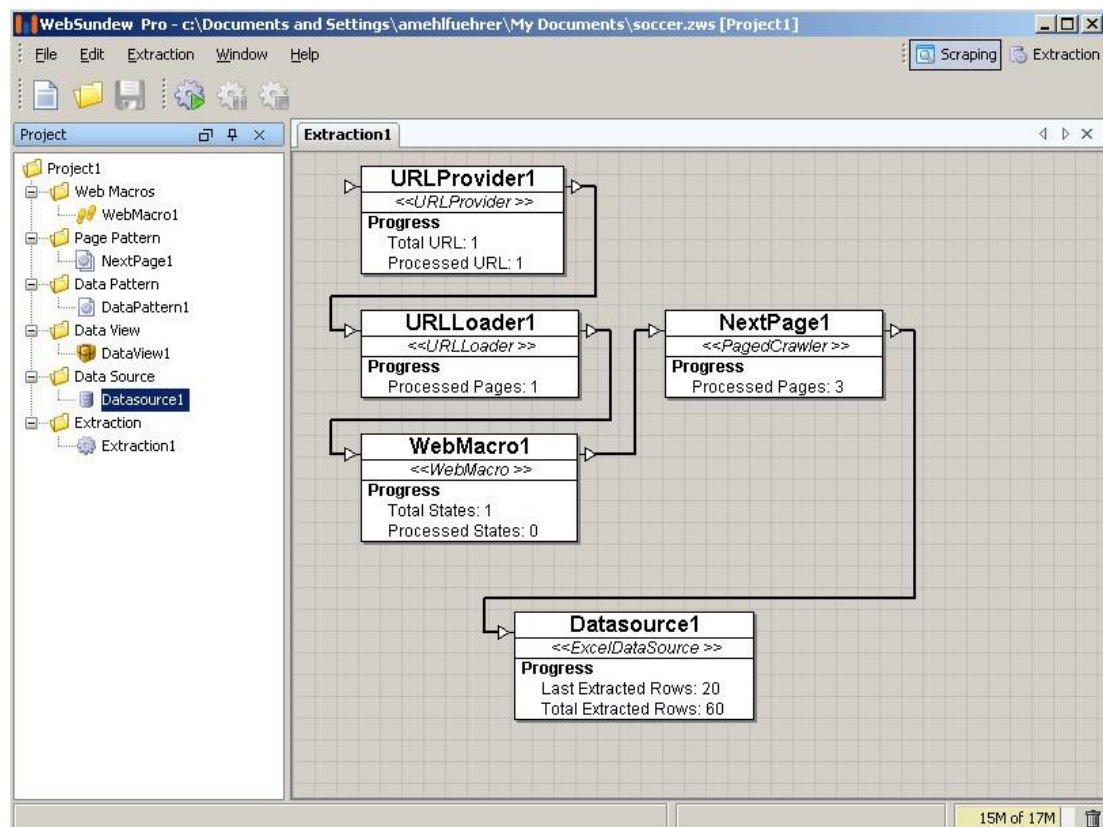 WebSundew Pro - c:\Documents and Settings\amehlfuehrer\My Documents\soccer.zws [Project1]
File Edit Extraction Window Help
Scraping Extraction
Project
Project1
Web Macros
WebMacro1
Page Pattern
NextPage1
Data Pattern
DataPattern1
Data View
DataView1
Data Source
Datasource1
Extraction
Extraction1
Extraction1
URLProvider1
<<URLProvider >>
Progress
Total URL: 1
Processed URL: 1
URLLoader1
<<URLLoader >>
Progress
Processed Pages: 1
NextPage1
<<PagedCrawler >>
Progress
Processed Pages: 3
WebMacro1
<<WebMacro >>
Progress
Total States: 1
Processed States: 0
Datasource1
<<ExcelDataSource >>
Progress
Last Extracted Rows: 20
Total Extracted Rows: 60
15M of 17M